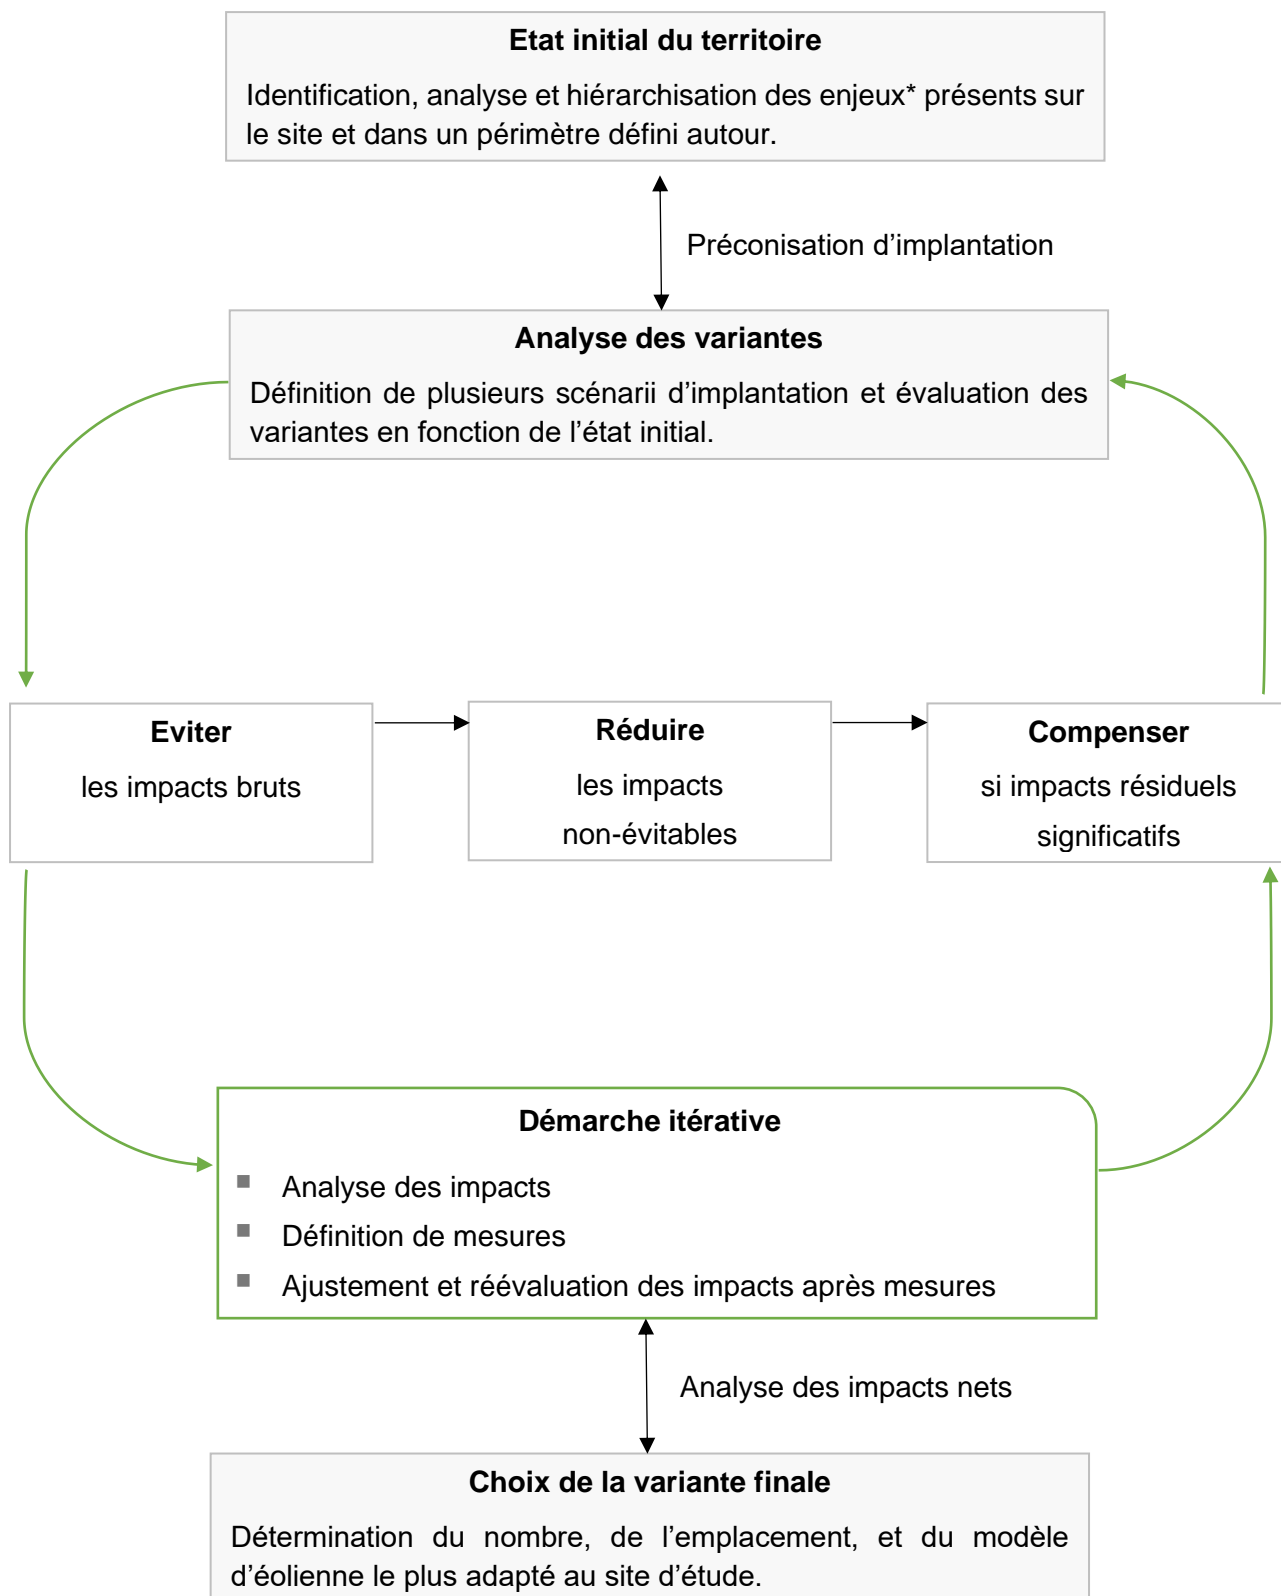 Etat initial du territoire
Identification, analyse et hiérarchisation des enjeux* présents sur
le site et dans un périmètre défini autour.
Préconisation d’implantation
Analyse des variantes
Définition de plusieurs scénarii d’implantation et évaluation des
variantes en fonction de l’état initial.
Eviter
les impacts bruts
Réduire
les impacts
non-évitables
Compenser
si impacts résiduels
significatifs
Démarche itérative
Analyse des impacts
Définition de mesures
Ajustement et réévaluation des impacts après mesures
Analyse des impacts nets
Choix de la variante finale
Détermination du nombre, de l’emplacement, et du modèle
d’éolienne le plus adapté au site d’étude.